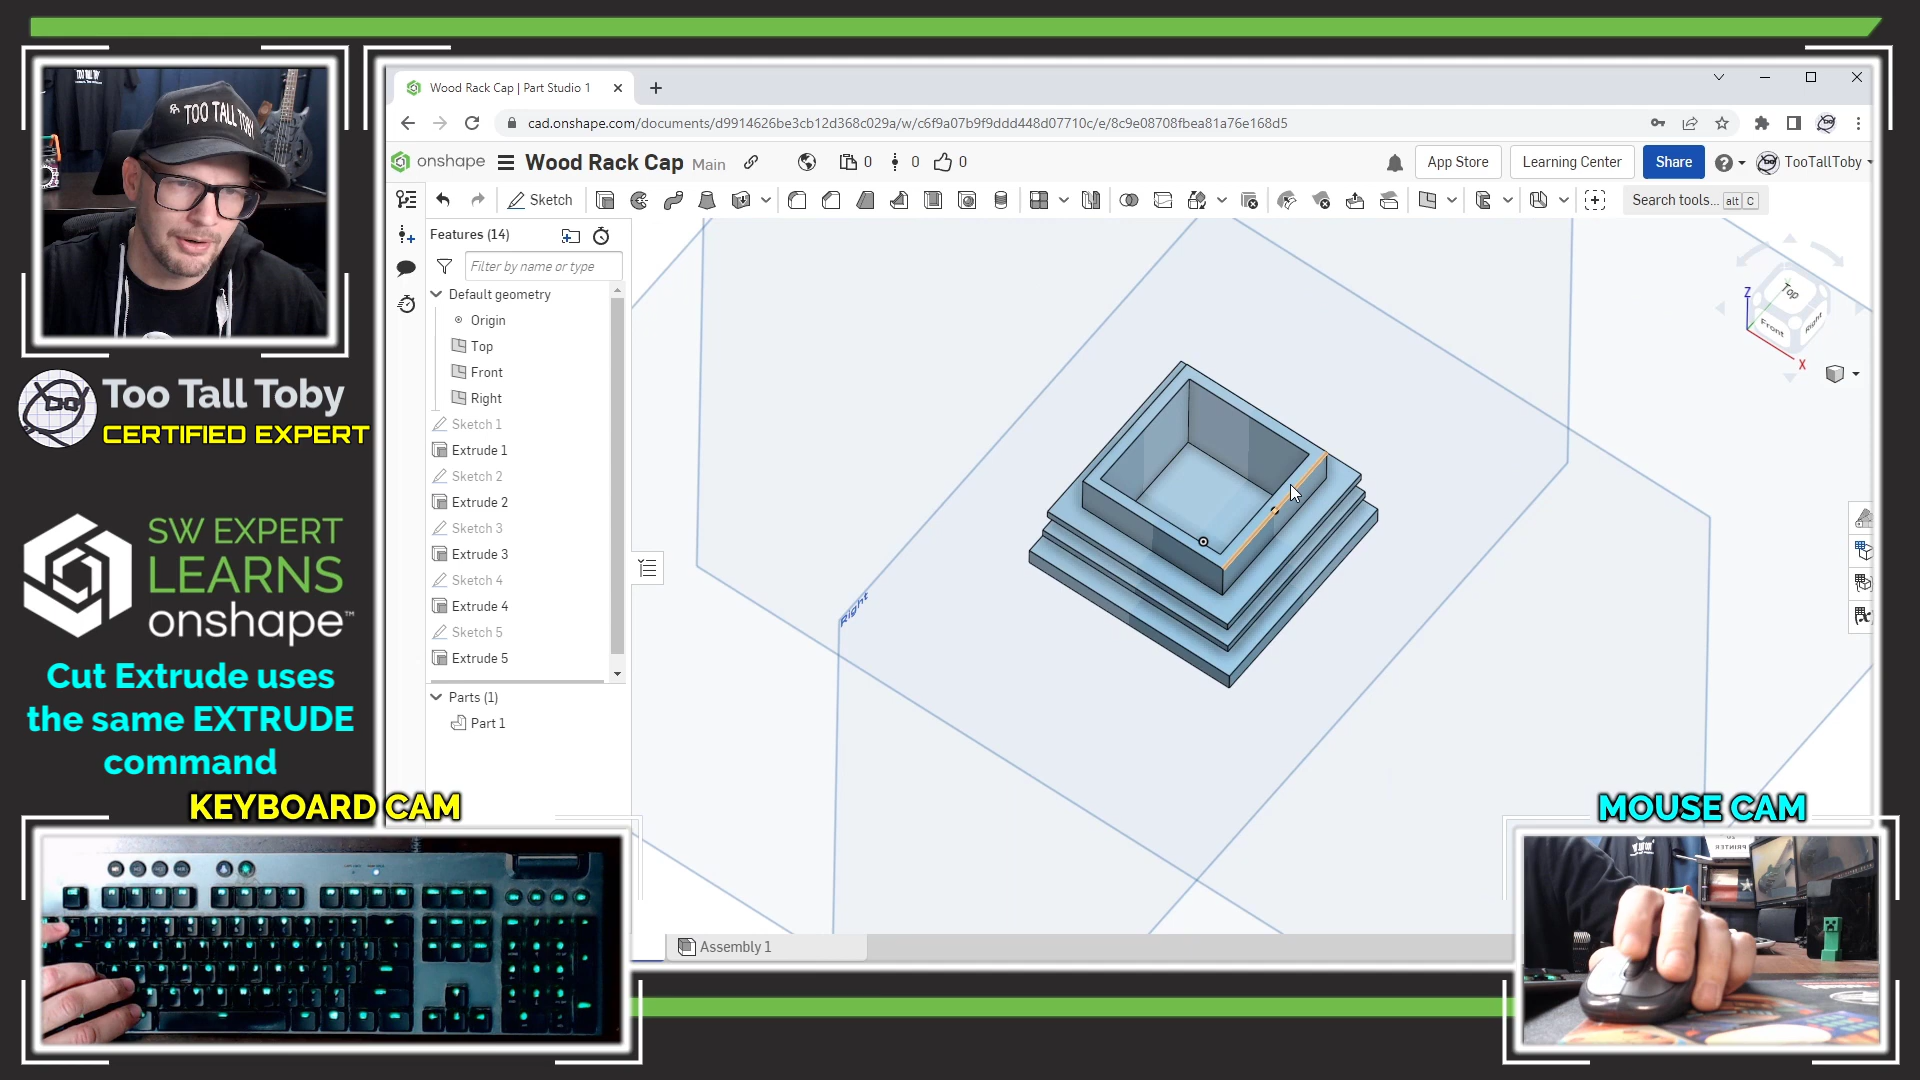 TOO TALL TOBY
Too Tall Toby
CERTIFIED EXPERT
SW EXPERT
LEARNS
onshape™
Cut Extrude uses
the same EXTRUDE
command
KEYBOARD CAM
MOUSE CAM
Wood Rack Cap | Part Studio 1
cad.onshape.com/documents/d9914626be3cb12d368c029a/w/c6f9a07b9f9ddd448d07710c/e/8c9e08708fbea81a76e168d5
onshape
Wood Rack Cap Main
0 0 0
App Store
Learning Center
Share
TooTallToby
Sketch
Search tools... alt C
Features (14)
Filter by name or type
Default geometry
Origin
Top
Front
Right
Sketch 1
Extrude 1
Sketch 2
Extrude 2
Sketch 3
Extrude 3
Sketch 4
Extrude 4
Sketch 5
Extrude 5
Parts (1)
Part 1
Right
Z
Top
Front
Right
X
Assembly 1